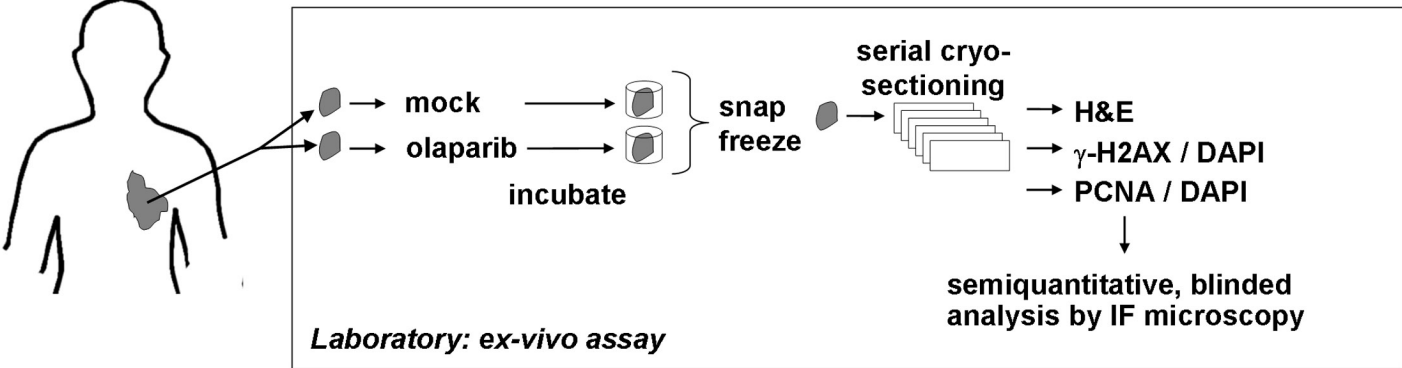 mock
olaparib
incubate
snap
freeze
serial cryo-
sectioning
H&E
γ-H2AX / DAPI
PCNA / DAPI
semiquantitative, blinded
analysis by IF microscopy
Laboratory: ex-vivo assay